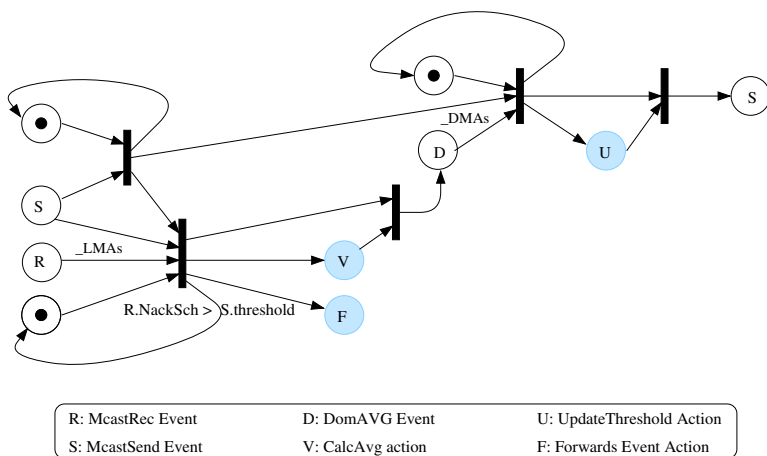 S
_DMAs
D
U
S
_LMAs
R
V
R.NackSch > S.threshold
F
R: McastRec Event D: DomAVG Event U: UpdateThreshold Action
S: McastSend Event V: CalcAvg action F: Forwards Event Action